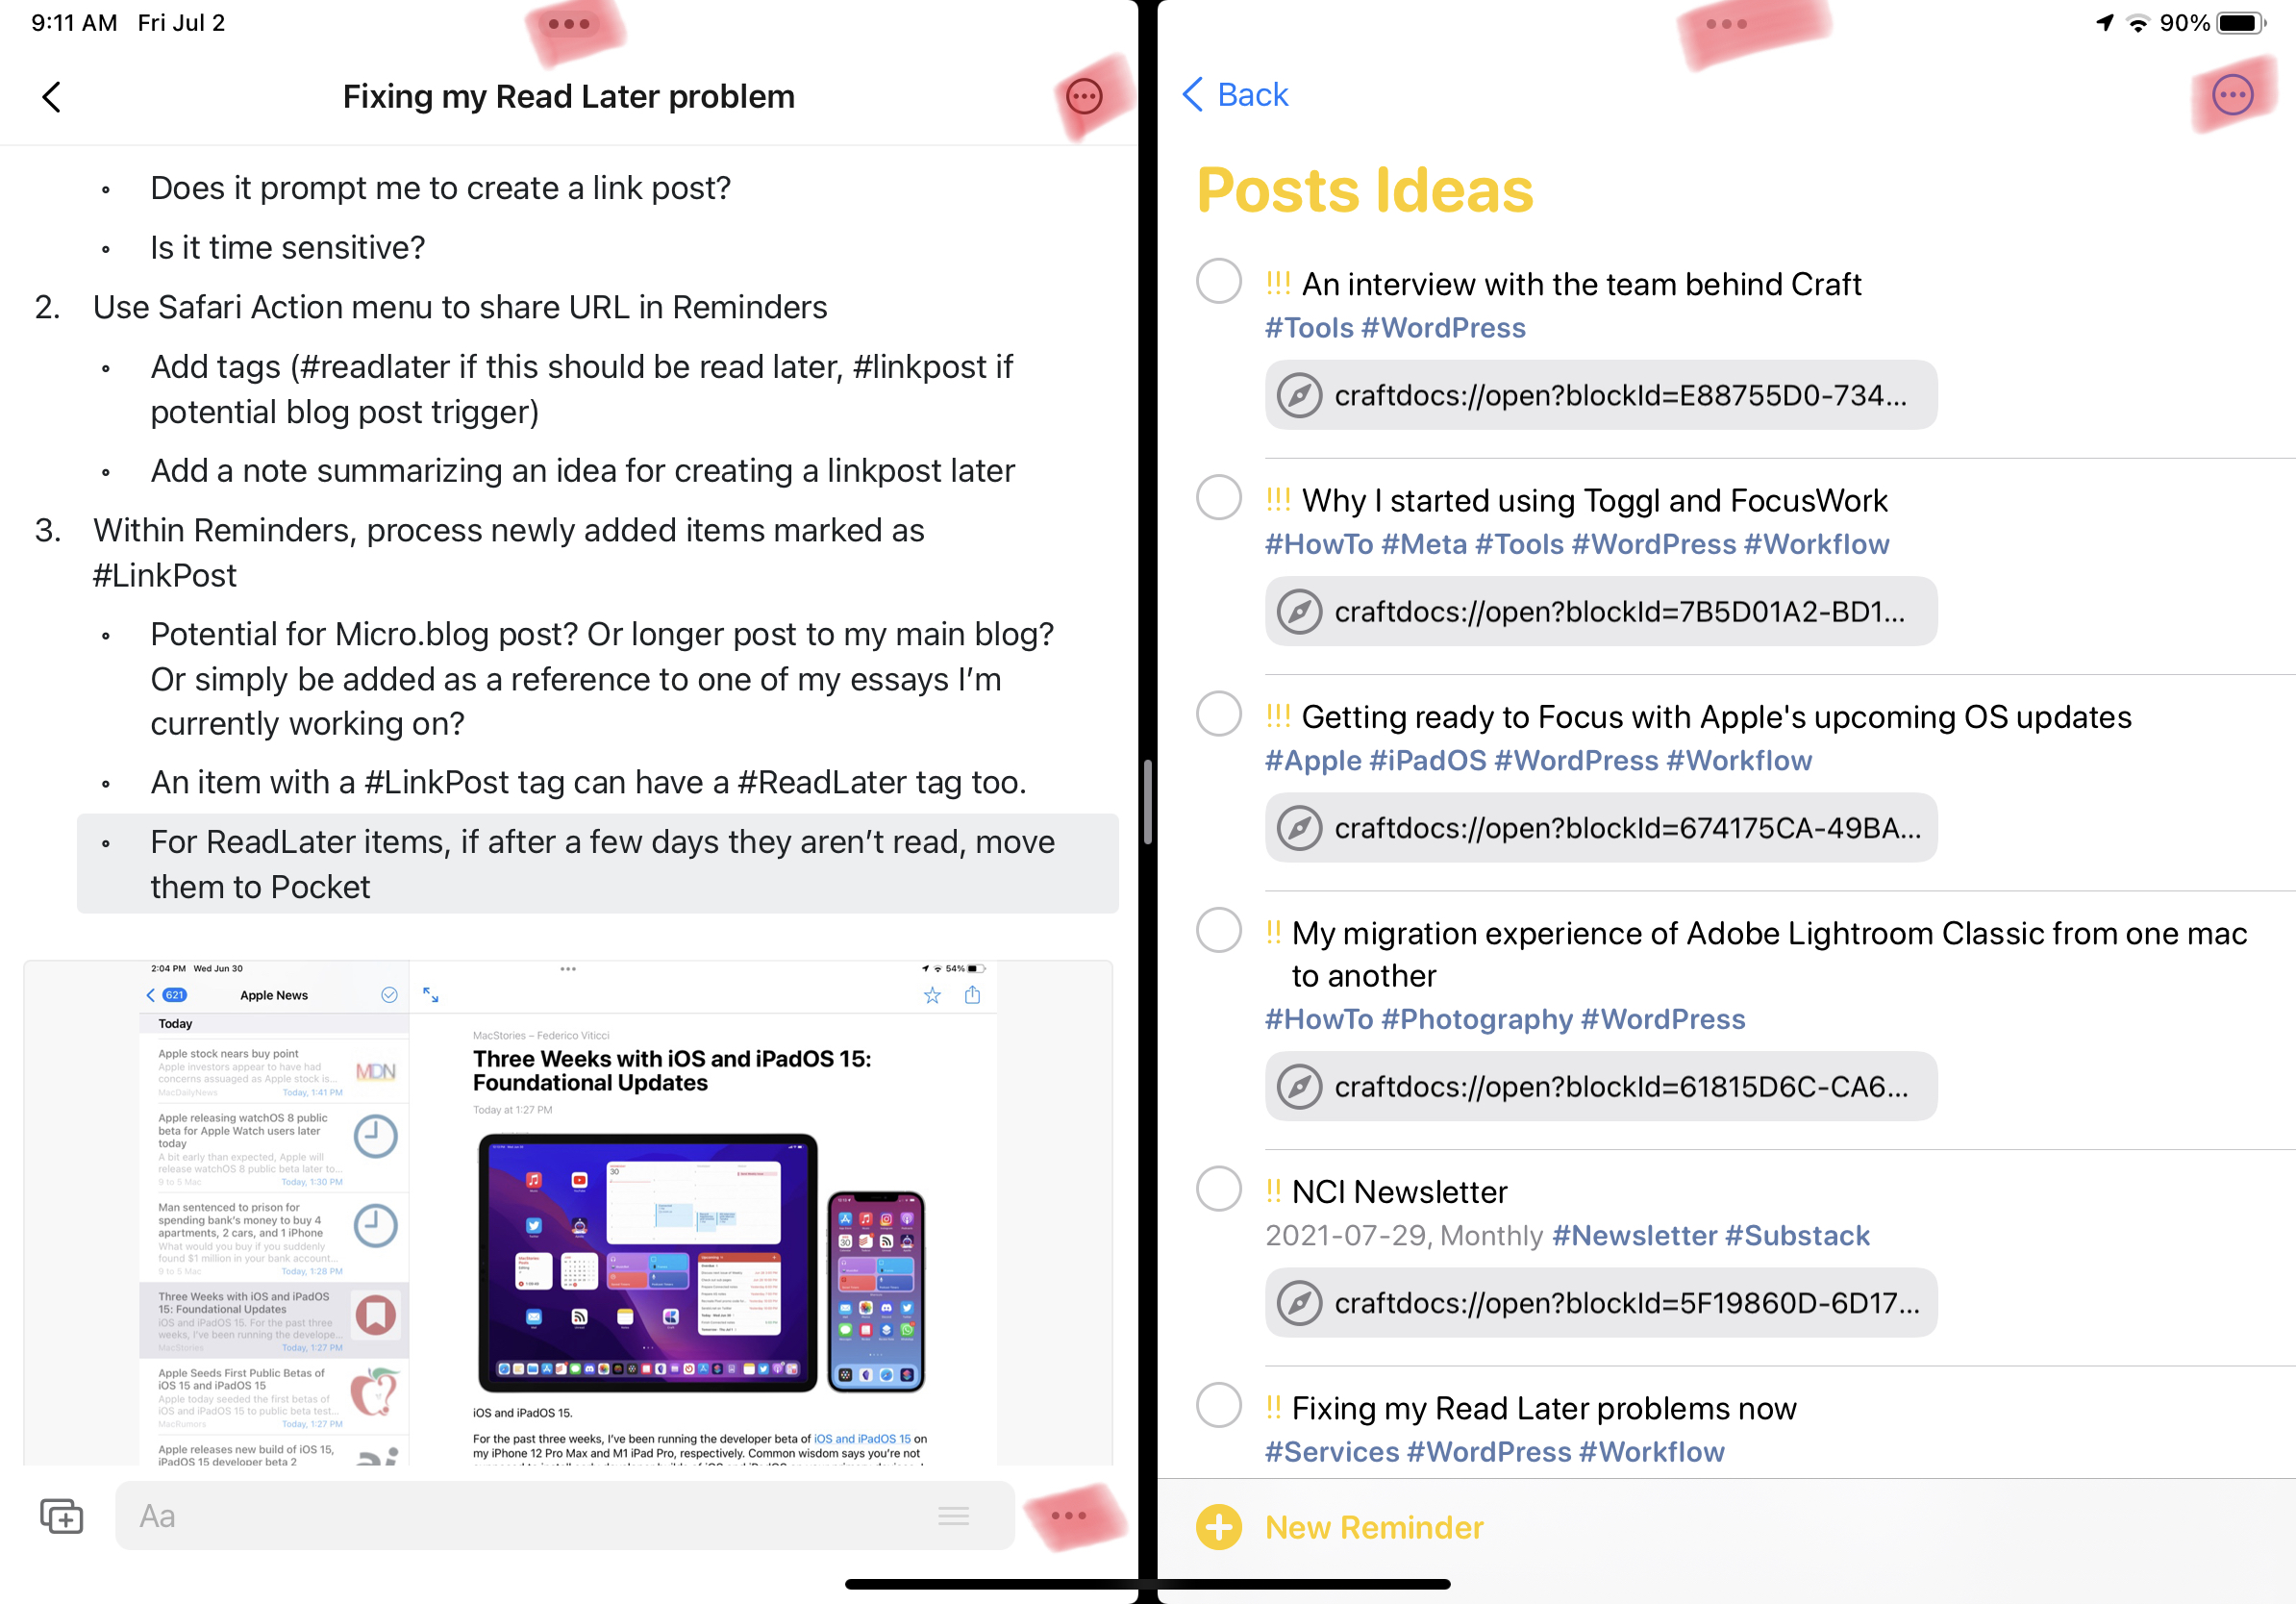 9:11 AM Fri Jul 2
Fixing my Read Later problem
Does it prompt me to create a link post?
Is it time sensitive?
2. Use Safari Action menu to share URL in Reminders
Add tags (#readlater if this should be read later, #linkpost if
potential blog post trigger)
Add a note summarizing an idea for creating a linkpost later
3. Within Reminders, process newly added items marked as
#LinkPost
Potential for Micro.blog post? Or longer post to my main blog?
Or simply be added as a reference to one of my essays I’m
currently working on?
An item with a #LinkPost tag can have a #ReadLater tag too.
For ReadLater items, if after a few days they aren’t read, move
them to Pocket
2:04 PM Wed Jun 30
54%
621
Apple News
Today
Apple stock nears buy point
Apple investors appear to have had
concerns assuaged as Apple stock is...
MacDailyNews Today, 1:41 PM
MDN
Apple releasing watchOS 8 public
beta for Apple Watch users later
today
A bit early than expected, Apple will
release watchOS 8 public beta later to...
9 to 5 Mac Today, 1:30 PM
Man sentenced to prison for
spending bank's money to buy 4
apartments, 2 cars, and 1 iPhone
What would you buy if you suddenly
found $1 million in your bank account...
9 to 5 Mac Today, 1:28 PM
Three Weeks with iOS and iPadOS
15: Foundational Updates
iOS and iPadOS 15. For the past three
weeks, I've been running the develope...
MacStories Today, 1:27 PM
Apple Seeds First Public Betas of
iOS 15 and iPadOS 15
Apple today seeded the first betas of
iOS and iPadOS 15 to public beta test...
MacRumors Today, 1:27 PM
Apple releases new build of iOS 15,
iPadOS 15 developer beta 2
MacStories – Federico Viticci
Three Weeks with iOS and iPadOS 15:
Foundational Updates
Today at 1:27 PM
iOS and iPadOS 15.
For the past three weeks, I've been running the developer beta of iOS and iPadOS 15 on
my iPhone 12 Pro Max and M1 iPad Pro, respectively. Common wisdom says you're not
Aa
90%
Back
Posts Ideas
!!! An interview with the team behind Craft
#Tools #WordPress
craftdocs://open?blockId=E88755D0-734...
!!! Why I started using Toggl and FocusWork
#HowTo #Meta #Tools #WordPress #Workflow
craftdocs://open?blockId=7B5D01A2-BD1...
!!! Getting ready to Focus with Apple's upcoming OS updates
#Apple #iPadOS #WordPress #Workflow
craftdocs://open?blockId=674175CA-49BA...
!! My migration experience of Adobe Lightroom Classic from one mac
to another
#HowTo #Photography #WordPress
craftdocs://open?blockId=61815D6C-CA6...
!! NCI Newsletter
2021-07-29, Monthly #Newsletter #Substack
craftdocs://open?blockId=5F19860D-6D17...
!! Fixing my Read Later problems now
#Services #WordPress #Workflow
New Reminder